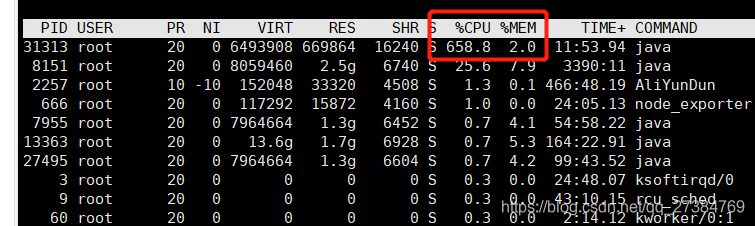 PID USER PR NI VIRT RES SHR S %CPU %MEM TIME+ COMMAND
31313 root 20 0 6493908 669864 16240 S 658.8 2.0 11:53.94 java
8151 root 20 0 8059460 2.5g 6740 S 25.6 7.9 3390:11 java
2257 root 10 -10 152048 33320 4508 S 1.3 0.1 466:48.19 AliYunDun
666 root 20 0 117292 15872 4160 S 1.0 0.0 24:05.13 node_exporter
7955 root 20 0 7964664 1.3g 6452 S 0.7 4.1 54:58.22 java
13363 root 20 0 13.6g 1.7g 6928 S 0.7 5.3 164:22.91 java
27495 root 20 0 7964664 1.3g 6604 S 0.7 4.2 99:43.52 java
3 root 20 0 0 0 0 S 0.3 0.0 24:48.07 ksoftirqd/0
9 root 20 0 0 0 0 S 0.3 0.0 43:10.15 rcu_sched
60 root 20 0 0 0 0 S 0.3 0.0 2:14.12 kworker/0:1
https://blog.csdn.net/qq_27384769